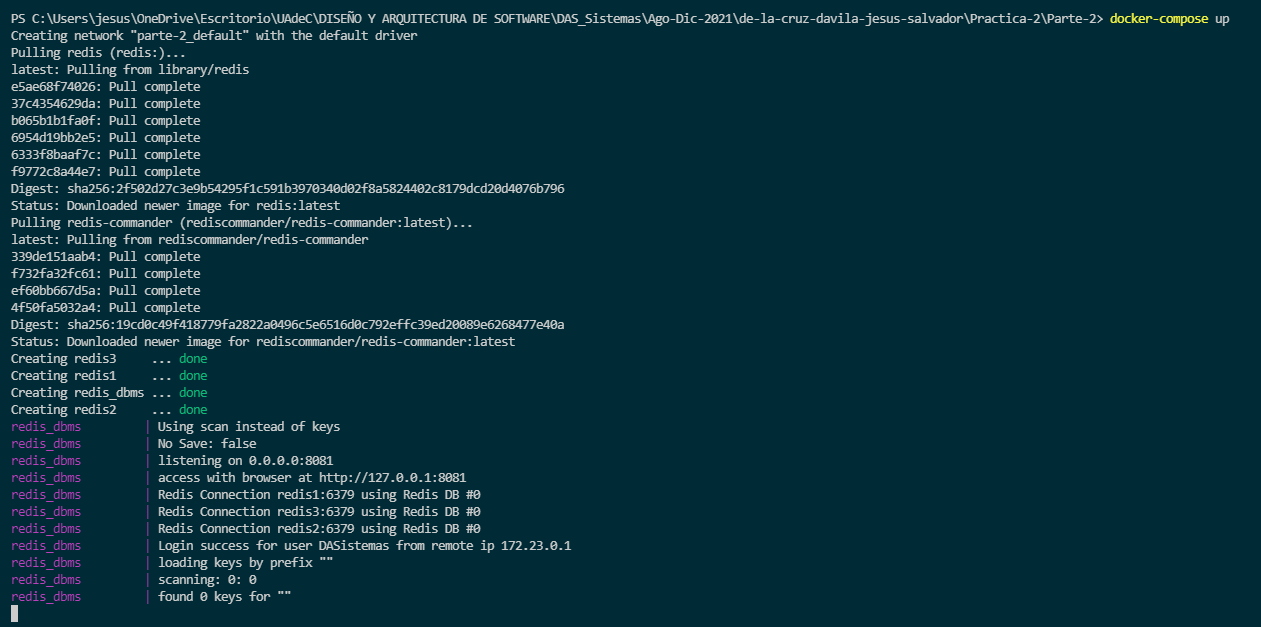 PS C:\Users\jesus\OneDrive\Escritorio\UAdeC\DISEÑO Y ARQUITECTURA DE SOFTWARE\DAS_Sistemas\Ago-Dic-2021\de-la-cruz-davila-jesus-salvador\Practica-2\Parte-2> docker-compose up
Creating network "parte-2_default" with the default driver
Pulling redis (redis:)...
latest: Pulling from library/redis
e5ae68f74026: Pull complete
37c4354629da: Pull complete
b065b1b1fa0f: Pull complete
6954d19bb2e5: Pull complete
6333f8baaf7c: Pull complete
f9772c8a44e7: Pull complete
Digest: sha256:2f502d27c3e9b54295f1c591b3970340d02f8a5824402c8179dcd20d4076b796
Status: Downloaded newer image for redis:latest
Pulling redis-commander (rediscommander/redis-commander:latest)...
latest: Pulling from rediscommander/redis-commander
339de151aab4: Pull complete
f732fa32fc61: Pull complete
ef60bb667d5a: Pull complete
4f50fa5032a4: Pull complete
Digest: sha256:19cd0c49f418779fa2822a0496c5e6516d0c792effc39ed20089e6268477e40a
Status: Downloaded newer image for rediscommander/redis-commander:latest
Creating redis3     ... done
Creating redis1     ... done
Creating redis_dbms ... done
Creating redis2     ... done
redis_dbms         | Using scan instead of keys
redis_dbms         | No Save: false
redis_dbms         | listening on 0.0.0.0:8081
redis_dbms         | access with browser at http://127.0.0.1:8081
redis_dbms         | Redis Connection redis1:6379 using Redis DB #0
redis_dbms         | Redis Connection redis3:6379 using Redis DB #0
redis_dbms         | Redis Connection redis2:6379 using Redis DB #0
redis_dbms         | Login success for user DASistemas from remote ip 172.23.0.1
redis_dbms         | loading keys by prefix ""
redis_dbms         | scanning: 0: 0
redis_dbms         | found 0 keys for ""